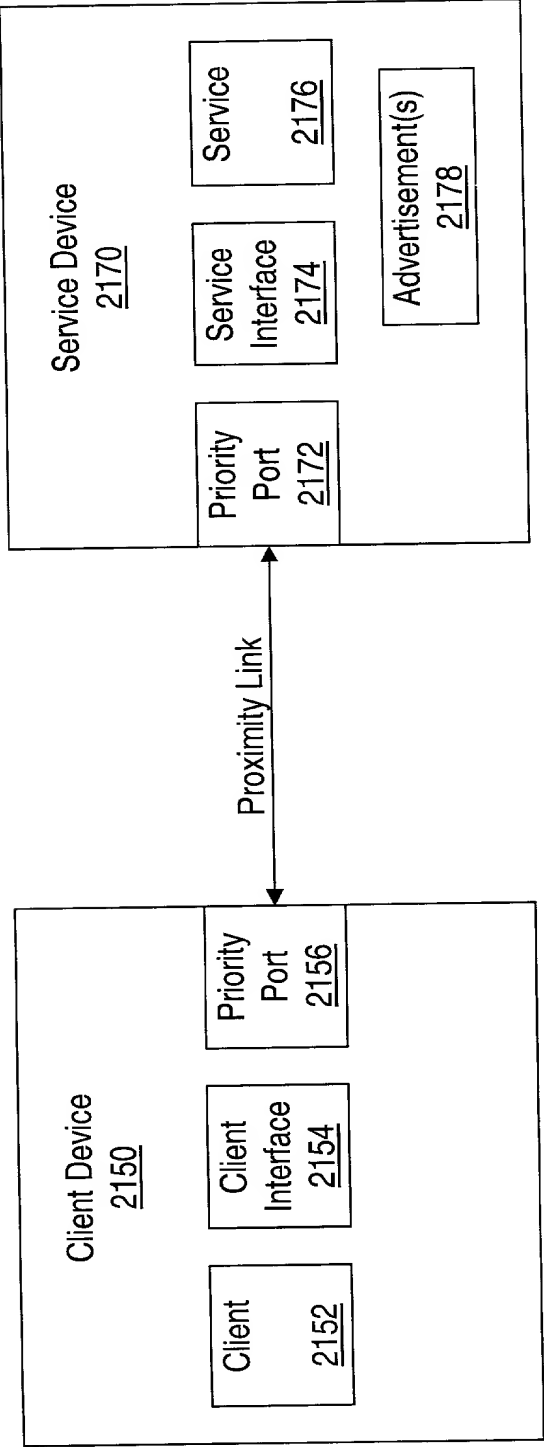 Client Device
2150
Client
2152
Client
Interface
2154
Priority
Port
2156
Proximity Link
Service Device
2170
Priority
Port
2172
Service
Interface
2174
Service
2176
Advertisement(s)
2178